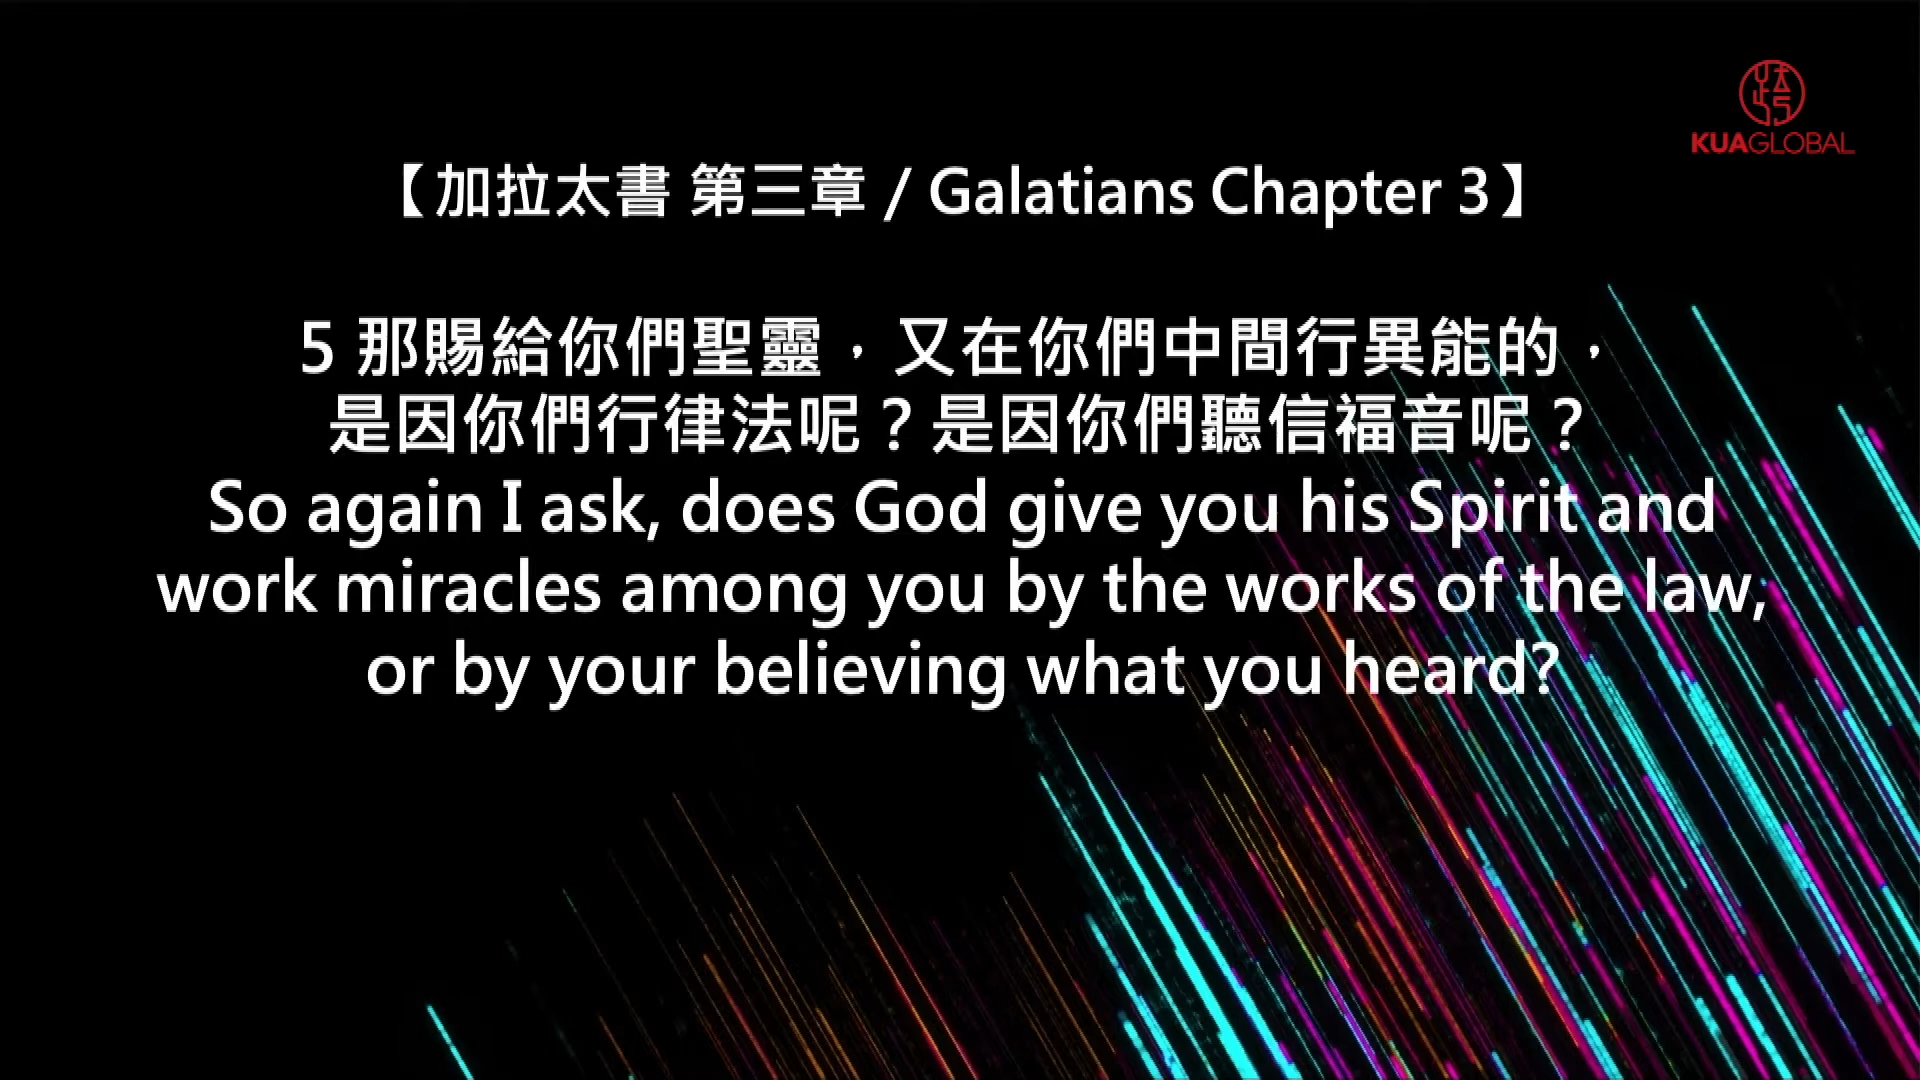 KUAGLOBAL
【加拉太書 第三章 / Galatians Chapter 3】
5 那賜給你們聖靈，又在你們中間行異能的，
是因你們行律法呢？是因你們聽信福音呢？
So again I ask, does God give you his Spirit and
work miracles among you by the works of the law,
or by your believing what you heard?